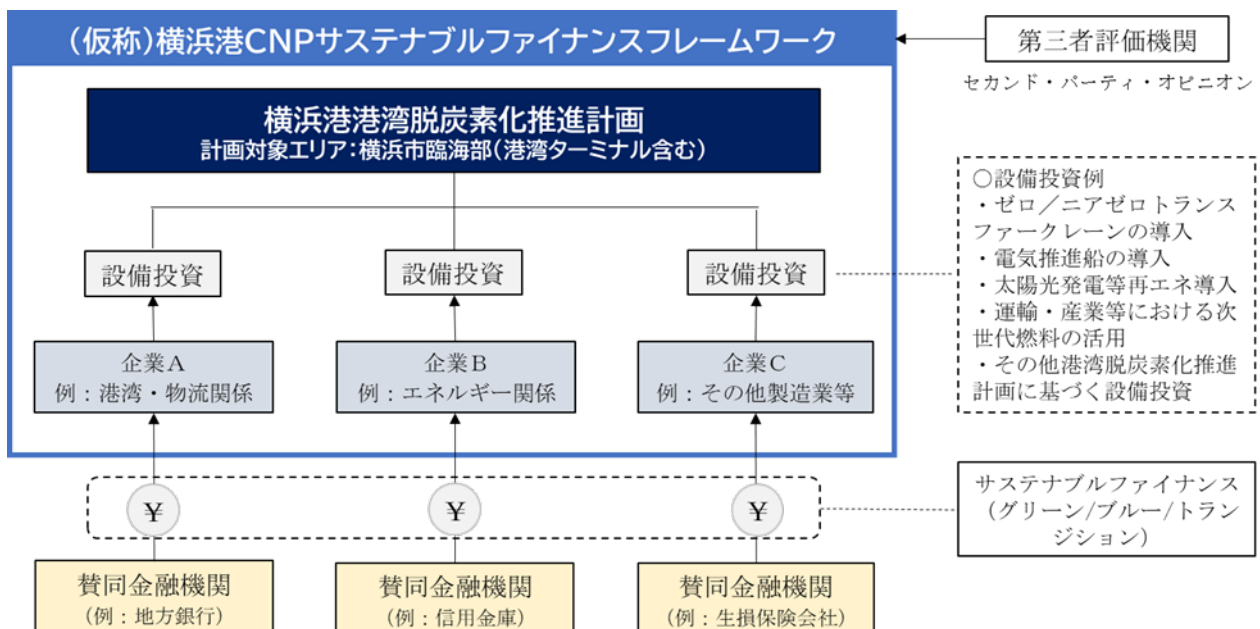 （仮称）横浜港CNPサステナブルファイナンスフレームワーク
第三者評価機関
セカンド・パーティ・オピニオン
横浜港港湾脱炭素化推進計画
計画対象エリア：横浜市臨海部（港湾ターミナル含む）
設備投資
設備投資
設備投資
○設備投資例
・ゼロ／ニアゼロトランス
ファークレーンの導入
・電気推進船の導入
・太陽光発電等再エネ導入
・運輸・産業等における次
世代燃料の活用
・その他港湾脱炭素化推進
計画に基づく設備投資
企業A
例：港湾・物流関係
企業B
例：エネルギー関係
企業C
例：その他製造業等
¥
¥
¥
サステナブルファイナンス
（グリーン/ブルー/トラン
ジション）
賛同金融機関
（例：地方銀行）
賛同金融機関
（例：信用金庫）
賛同金融機関
（例：生損保険会社）